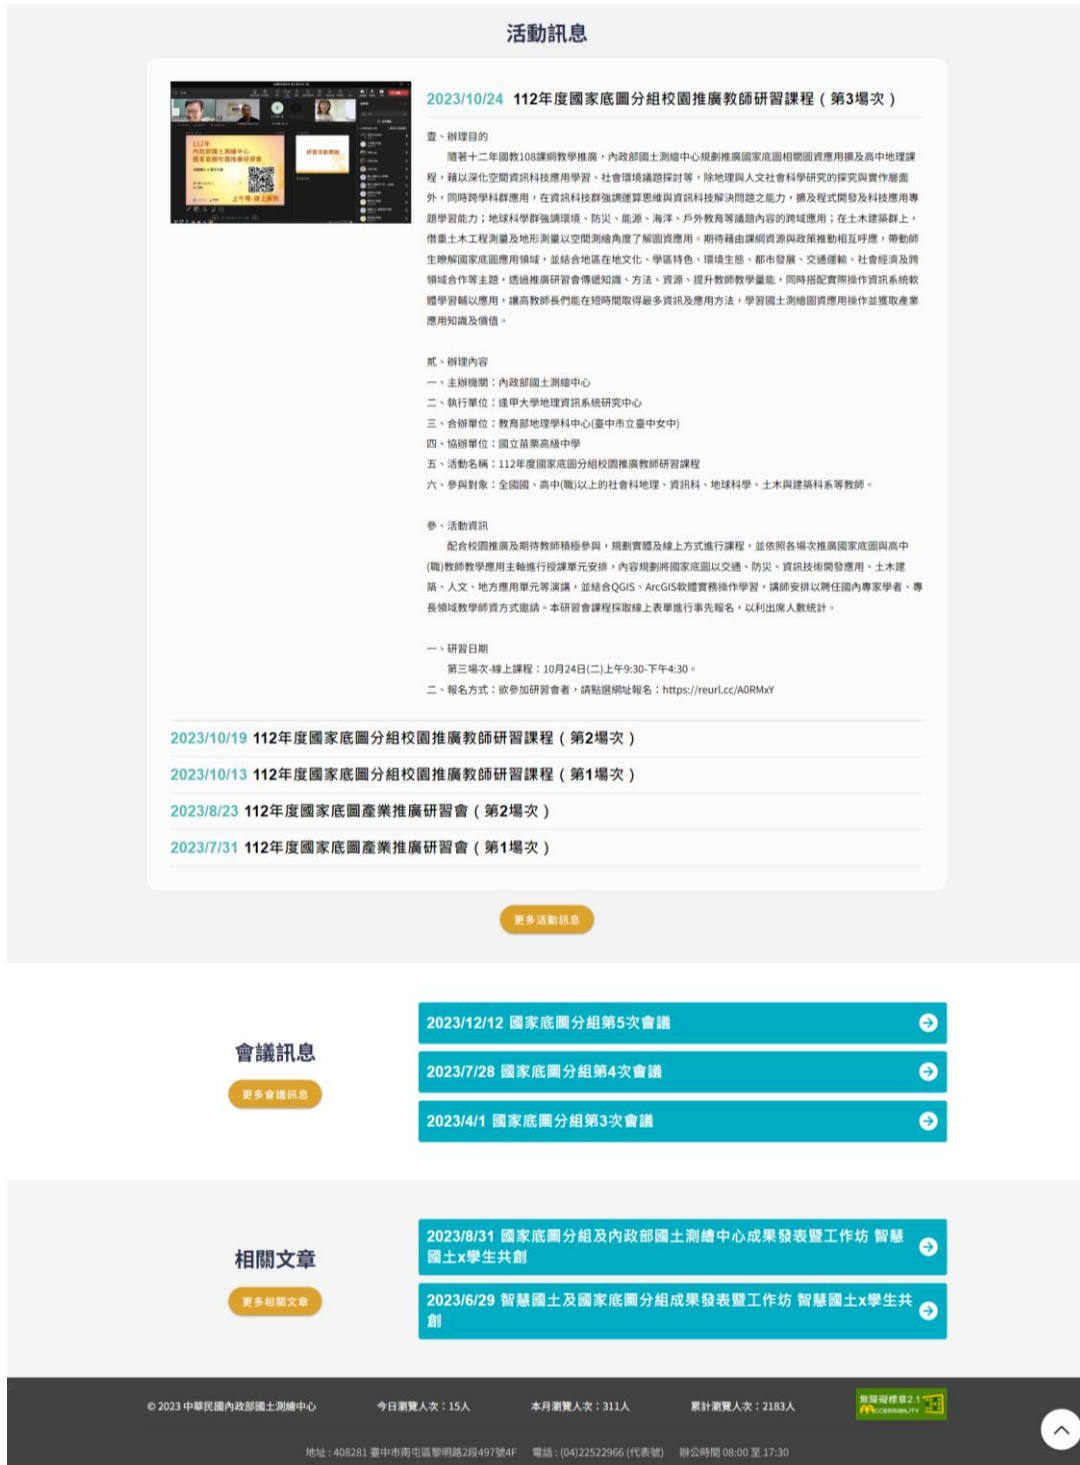 活動訊息
112年
內政部國土測繪中心
國家底圖校園推廣研習會
研習活動開始
上午場-線上簽到
2023/10/24 112年度國家底圖分組校園推廣教師研習課程 ( 第3場次 )
壹、辦理目的
隨著十二年國教108課綱教學推廣，內政部國土測繪中心規劃推廣國家底圖相關圖資應用擴及高中地理課
程，藉以深化空間資訊科技應用學習、社會環境議題探討等，除地理與人文社會科學研究的探究與實作層面
外，同時跨學科群應用，在資訊科技群強調運算思維與資訊科技解決問題之能力，擴及程式開發及科技應用專
題學習能力；地球科學群強調環境、防災、能源、海洋、戶外教育等議題內容的跨域應用；在土木建築群上，
借重土木工程測量及地形測量以空間測繪角度了解圖資應用。期待藉由課綱資源與政策推動相互呼應，帶動師
生瞭解國家底圖應用領域，並結合地區在地文化、學區特色、環境生態、都市發展、交通運輸、社會經濟及跨
領域合作等主題，透過推廣研習會傳遞知識、方法、資源、提升教師教學量能，同時搭配實際操作資訊系統軟
體學習輔以應用，讓高教師長們能在短時間取得最多資訊及應用方法，學習國土測繪圖資應用操作並獲取產業
應用知識及價值。
貳、辦理內容
一、主辦機關：內政部國土測繪中心
二、執行單位：逢甲大學地理資訊系統研究中心
三、合辦單位：教育部地理學科中心(臺中市立臺中女中)
四、協辦單位：國立苗栗高級中學
五、活動名稱：112年度國家底圖分組校園推廣教師研習課程
六、參與對象：全國國、高中(職)以上的社會科地理、資訊科、地球科學、土木與建築科系等教師。
參、活動資訊
配合校園推廣及期待教師積極參與，規劃實體及線上方式進行課程，並依照各場次推廣國家底圖與高中
(職)教師教學應用主軸進行授課單元安排，內容規劃將國家底圖以交通、防災、資訊技術開發應用、土木建
築、人文、地方應用單元等演講，並結合QGIS、ArcGIS軟體實務操作學習，講師安排以聘任國內專家學者、專
長領域教學師資方式邀請。本研習會課程採取線上表單進行事先報名，以利出席人數統計。
一、研習日期
第三場次-線上課程：10月24日(二)上午9:30-下午4:30。
二、報名方式：欲參加研習會者，請點選網址報名：https://reurl.cc/A0RMxY
2023/10/19 112年度國家底圖分組校園推廣教師研習課程 ( 第2場次 )
2023/10/13 112年度國家底圖分組校園推廣教師研習課程 ( 第1場次 )
2023/8/23 112年度國家底圖產業推廣研習會 ( 第2場次 )
2023/7/31 112年度國家底圖產業推廣研習會 ( 第1場次 )
更多活動訊息
會議訊息
更多會議訊息
2023/12/12 國家底圖分組第5次會議
2023/7/28 國家底圖分組第4次會議
2023/4/1 國家底圖分組第3次會議
相關文章
更多相關文章
2023/8/31 國家底圖分組及內政部國土測繪中心成果發表暨工作坊 智慧
國土x孿生共創
2023/6/29 智慧國土及國家底圖分組成果發表暨工作坊 智慧國土x孿生共
創
© 2023 中華民國內政部國土測繪中心 今日瀏覽人次：15人 本月瀏覽人次：311人 累計瀏覽人次：2183人
無障礙標章2.1
ACCESSIBILITY
地址 : 408281 臺中市南屯區黎明路2段497號4F 電話 : (04)22522966 (代表號) 辦公時間 08:00 至 17:30